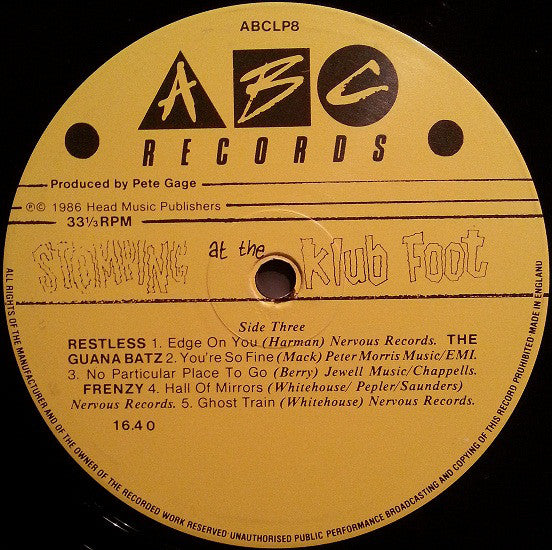 ABCLP8
A B C
RECORDS
Produced by Pete Gage
℗© 1986 Head Music Publishers
33⅓RPM
STOMPING at the Klub Foot
Side Three
RESTLESS 1. Edge On You (Harman) Nervous Records. THE
GUANA BATZ 2. You're So Fine (Mack) Peter Morris Music/EMI.
3. No Particular Place To Go (Berry) Jewell Music/Chappells.
FRENZY 4. Hall Of Mirrors (Whitehouse/ Pepler/Saunders)
Nervous Records. 5. Ghost Train (Whitehouse) Nervous Records.
16.40
ALL RIGHTS OF THE MANUFACTURER AND OF THE OWNER OF THE RECORDED WORK RESERVED UNAUTHORISED PUBLIC PERFORMANCE BROADCASTING AND COPYING OF THIS RECORD PROHIBITED MADE IN ENGLAND